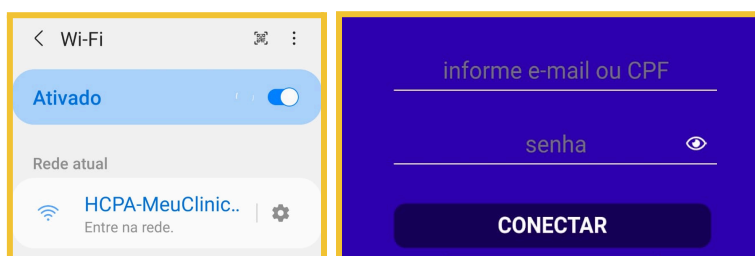 Wi-Fi
Ativado
Rede atual
HCPA-MeuClinic..
Entre na rede.
informe e-mail ou CPF
senha
CONECTAR